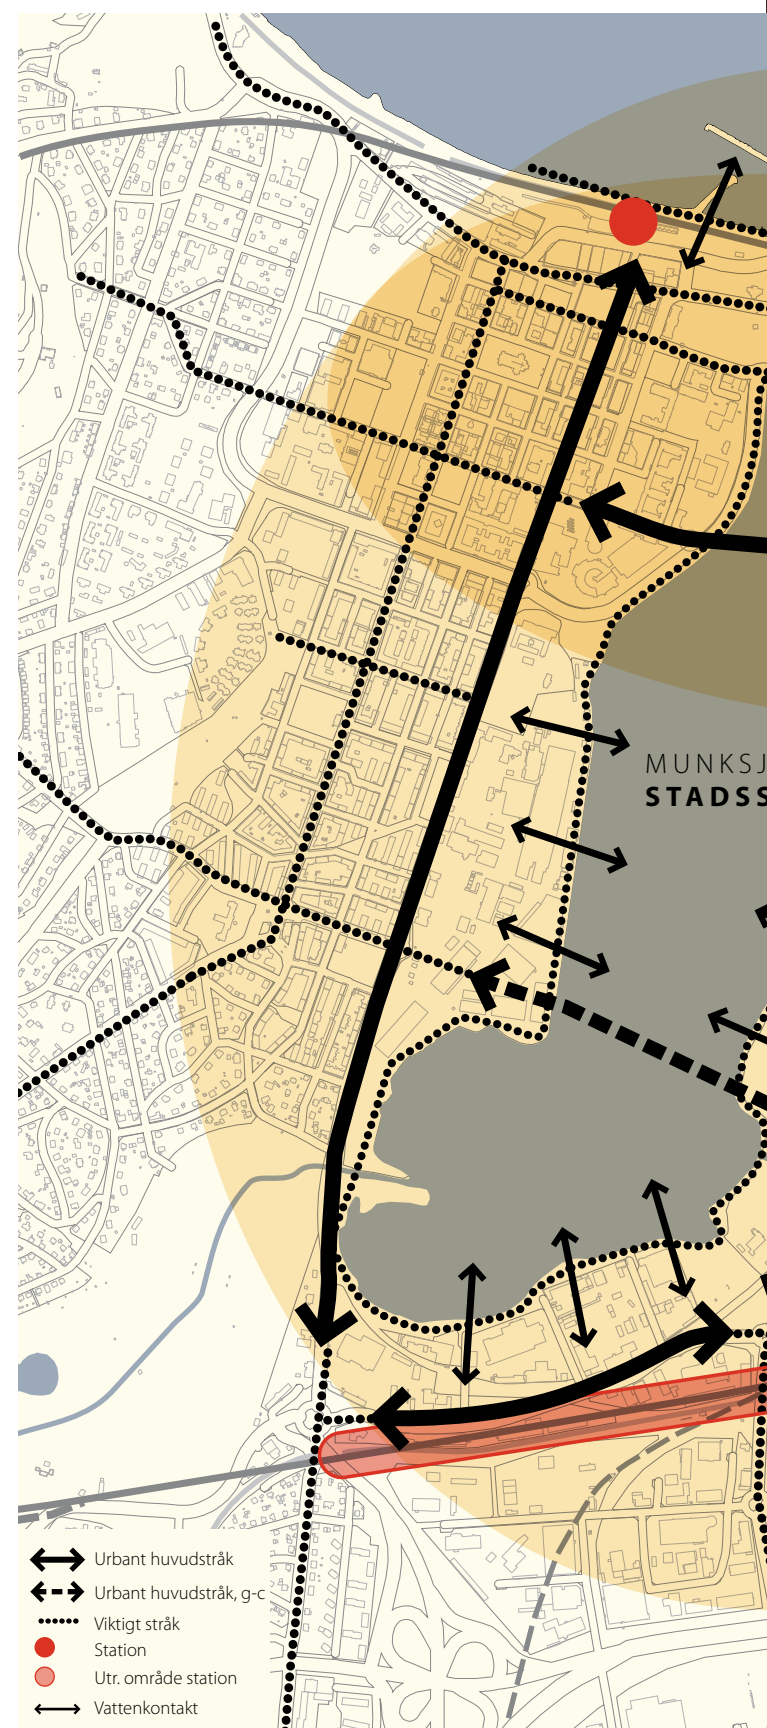 MUNKSJ
STADSS
Urbant huvudstråk
Urbant huvudstråk, g-c
Viktigt stråk
Station
Utr. område station
Vattenkontakt